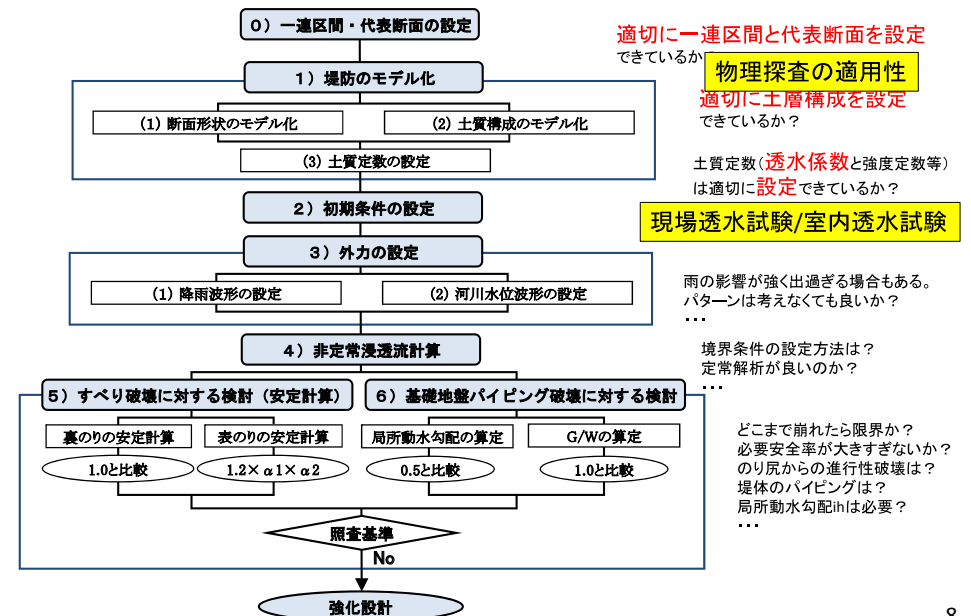 ０）一連区間・代表断面の設定
１）堤防のモデル化
(1) 断面形状のモデル化
(2) 土質構成のモデル化
(3) 土質定数の設定
２）初期条件の設定
３）外力の設定
(1) 降雨波形の設定
(2) 河川水位波形の設定
４）非定常浸透流計算
５）すべり破壊に対する検討（安定計算）
６）基礎地盤パイピング破壊に対する検討
裏のりの安定計算
表のりの安定計算
局所動水勾配の算定
G/Wの算定
1.0と比較
1.2×α1×α2
0.5と比較
1.0と比較
照査基準
No
強化設計
適切に一連区間と代表断面を設定
できているか
物理探査の適用性
適切に土層構成を設定
できているか？
土質定数（透水係数と強度定数等）
は適切に設定できているか？
現場透水試験/室内透水試験
雨の影響が強く出過ぎる場合もある。
パターンは考えなくても良いか？
・・・
境界条件の設定方法は？
定常解析が良いのか？
・・・
どこまで崩れたら限界か？
必要安全率が大きすぎないか？
のり尻からの進行性破壊は？
堤体のパイピングは？
局所動水勾配ihは必要？
・・・
8